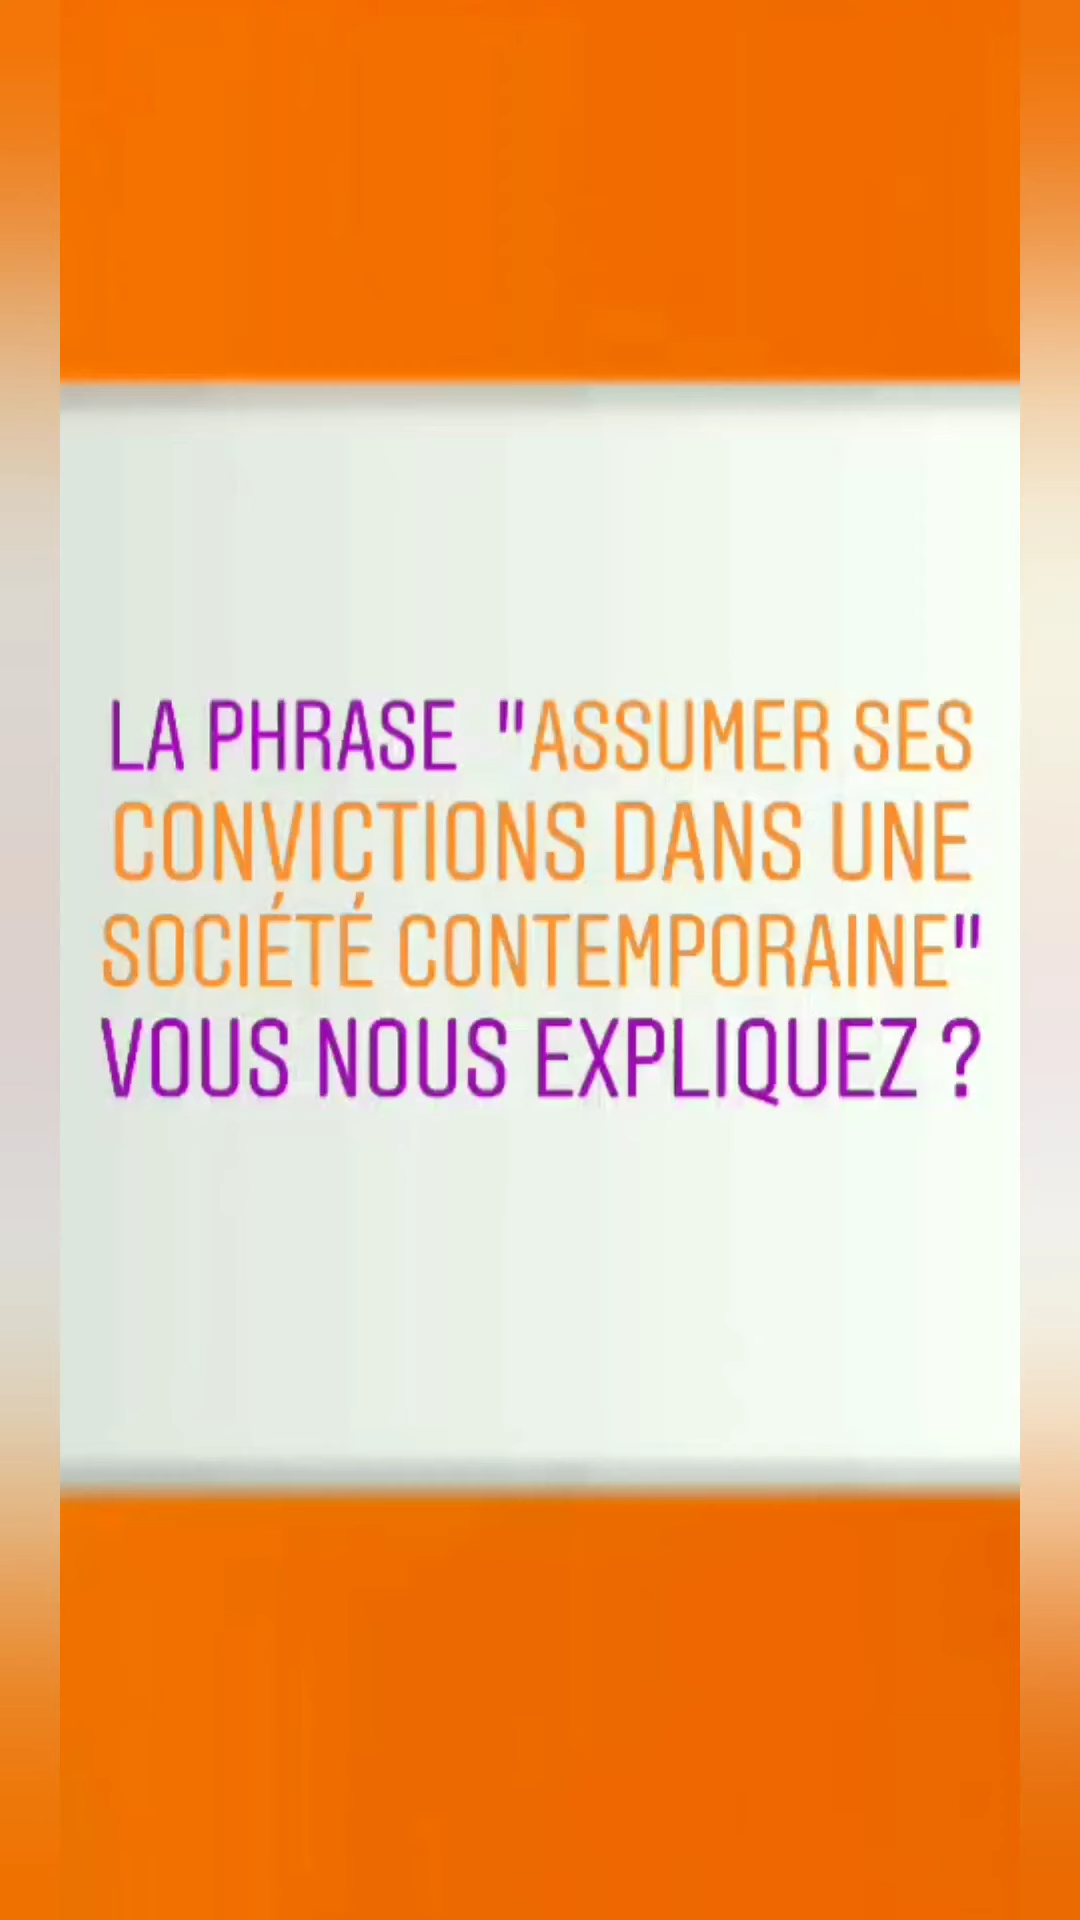 LA PHRASE "ASSUMER SES
CONVICTIONS DANS UNE
SOCIÉTÉ CONTEMPORAINE"
VOUS NOUS EXPLIQUEZ ?